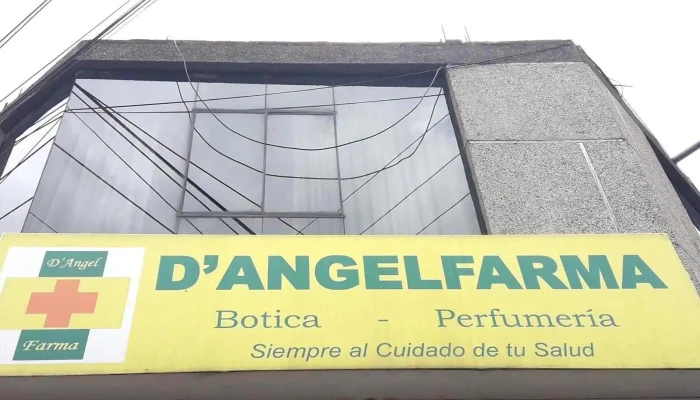 D'Angel
Farma
D'ANGELFARMA
Botica - Perfumería
Siempre al Cuidado de tu Salud